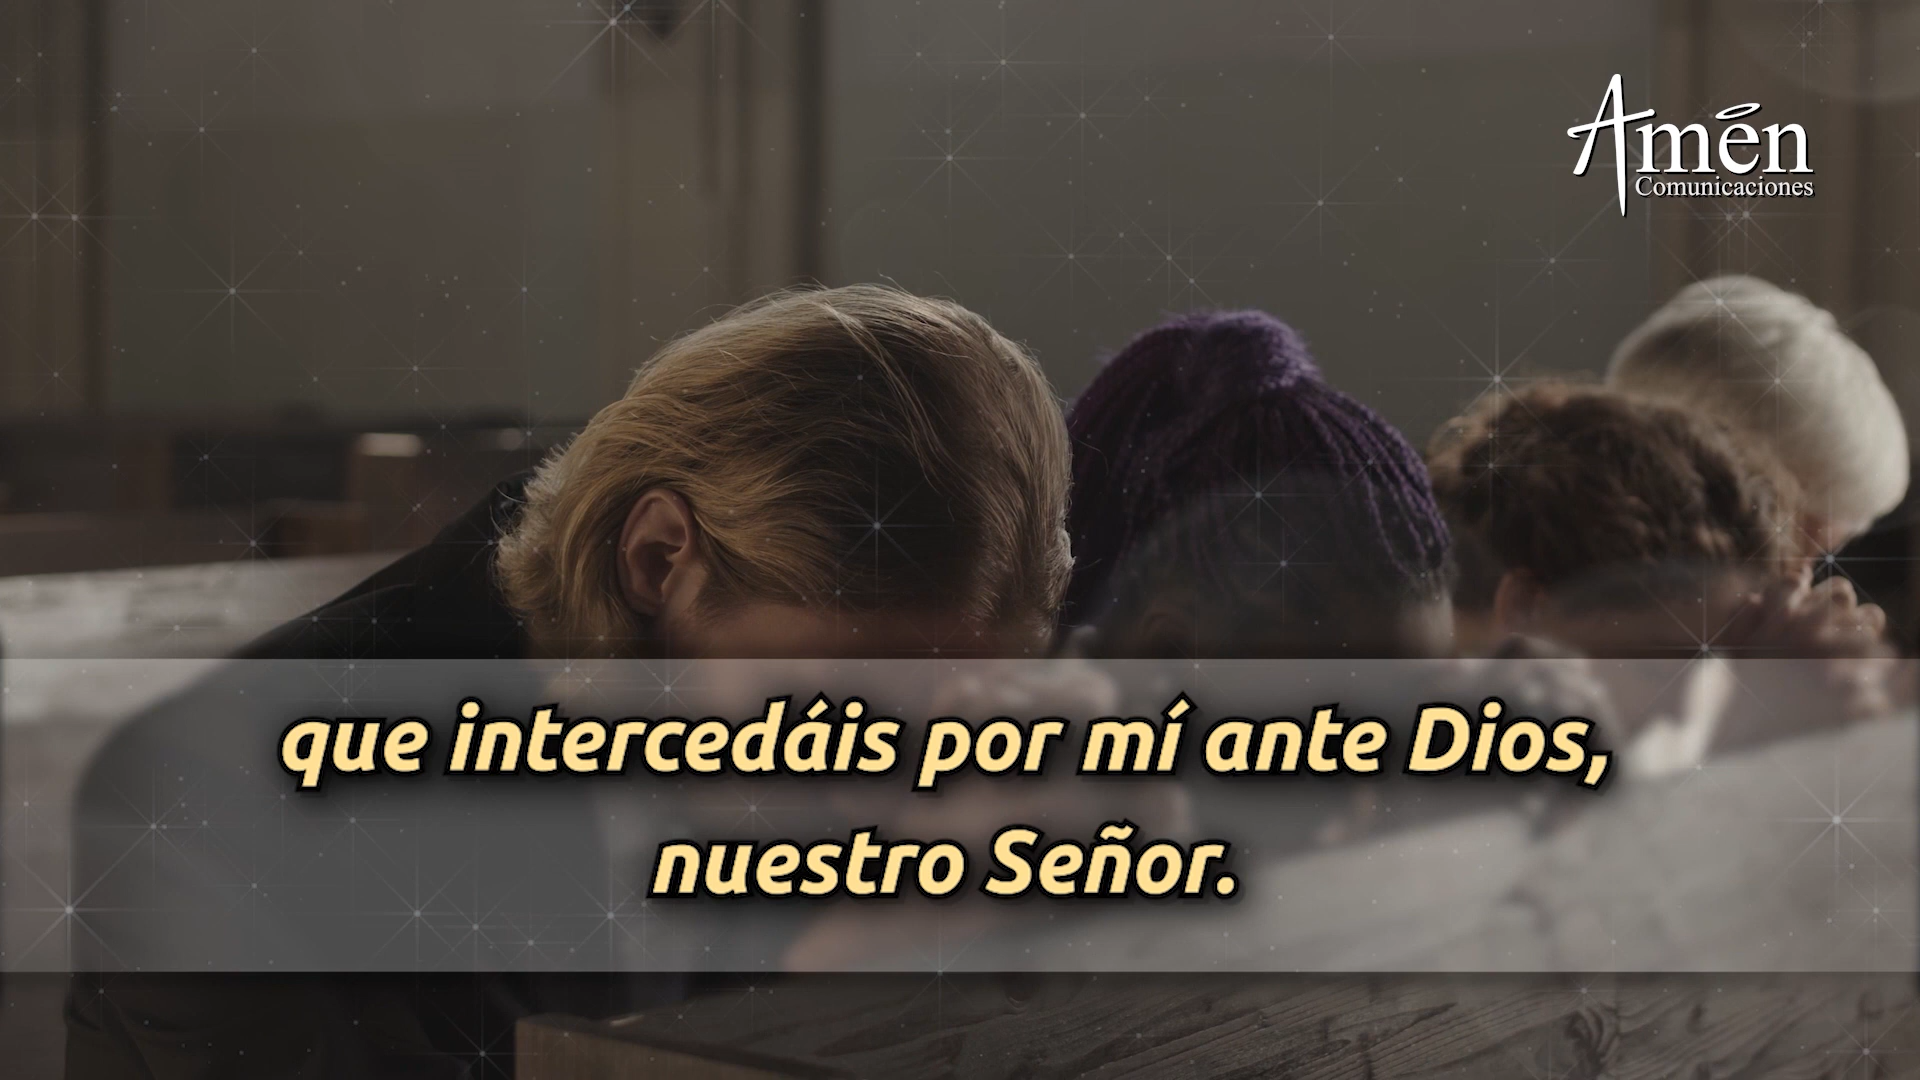 Amén
Comunicaciones
que intercedáis por mí ante Dios,
nuestro Señor.